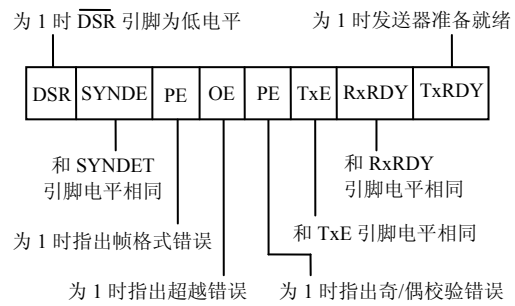 为 1 时 DSR 引脚为低电平
为 1 时发送器准备就绪
DSR SYNDE PE OE PE TxE RxRDY TxRDY
和 SYNDET
引脚电平相同
和 RxRDY
引脚电平相同
为 1 时指出帧格式错误
和 TxE 引脚电平相同
为 1 时指出超越错误
为 1 时指出奇/偶校验错误